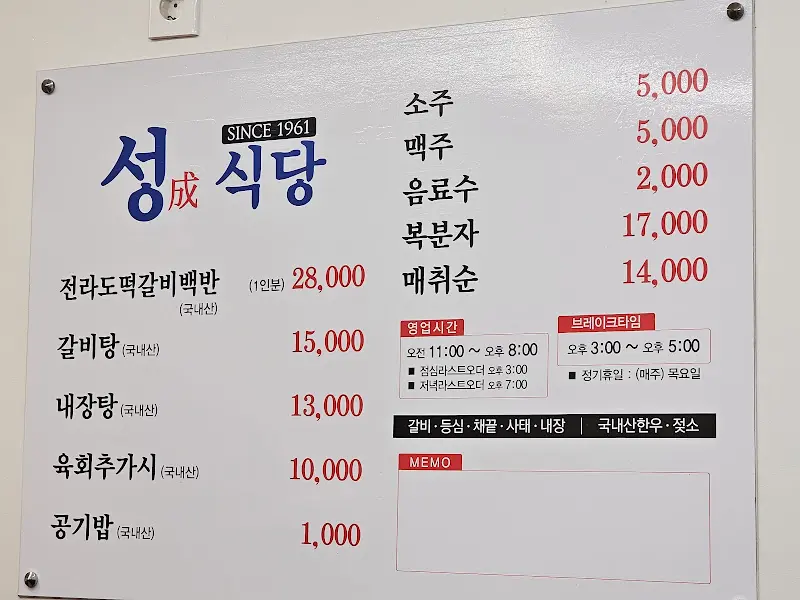 SINCE 1961
성成 식당
전라도떡갈비백반 (1인분) 28,000
(국내산)
갈비탕 (국내산) 15,000
내장탕 (국내산) 13,000
육회추가시 (국내산) 10,000
공기밥 (국내산) 1,000
소주 5,000
맥주 5,000
음료수 2,000
복분자 17,000
매취순 14,000
영업시간
오전 11:00 ~ 오후 8:00
■ 점심라스트오더 오후 3:00
■ 저녁라스트오더 오후 7:00
브레이크타임
오후 3:00 ~ 오후 5:00
■ 정기휴일 : (매주) 목요일
갈비·등심·채끝·사태·내장 | 국내산한우·젖소
MEMO